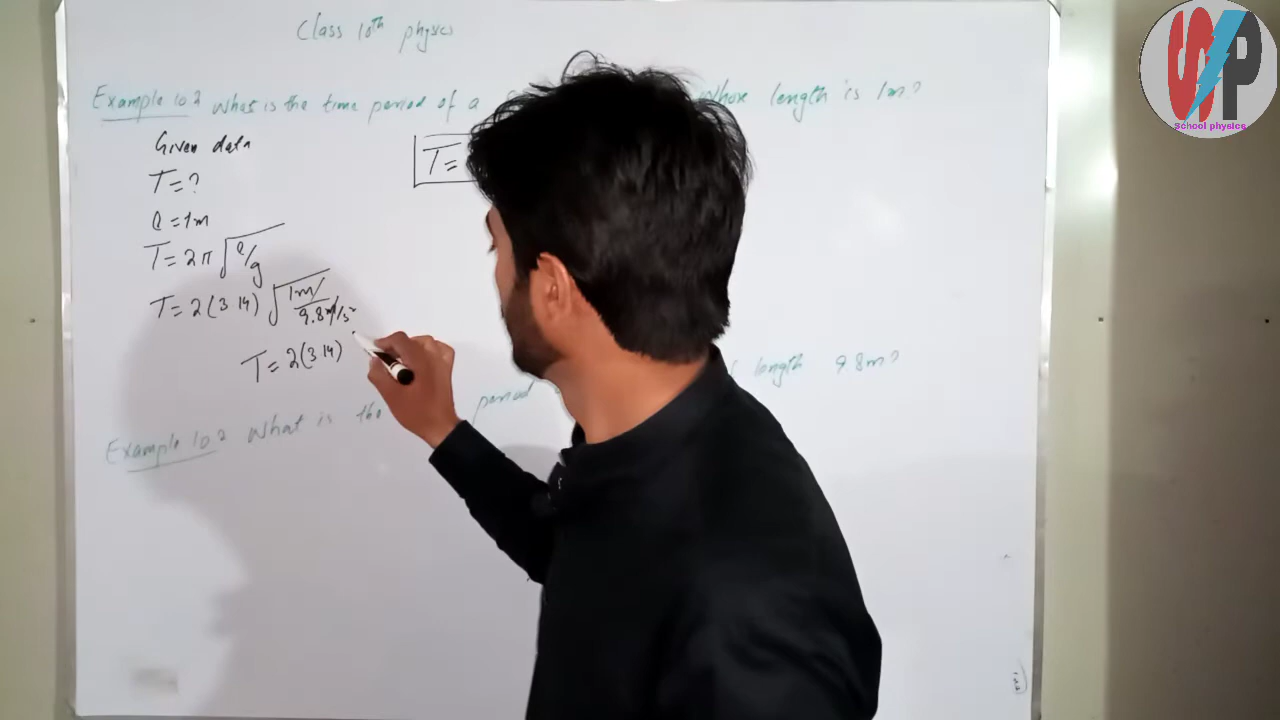 Class 10th physics
Example 10.1 What is the time period of a whose length is 1m?
Given data
T = ?
l = 1m
T =
T = 2π √l/g
T = 2(3.14) √1m/9.8m/s²
T = 2(3.14)
Example 10.2 What is the period length 9.8m?
SP
School physics